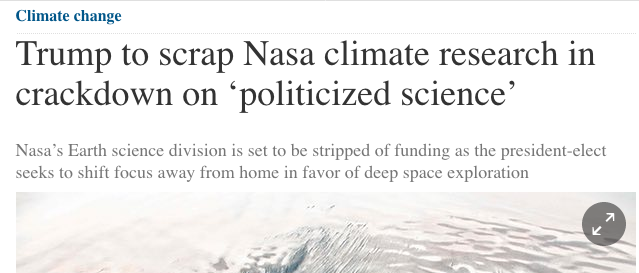 Climate change
Trump to scrap Nasa climate research in
crackdown on ‘politicized science’
Nasa’s Earth science division is set to be stripped of funding as the president-elect
seeks to shift focus away from home in favor of deep space exploration